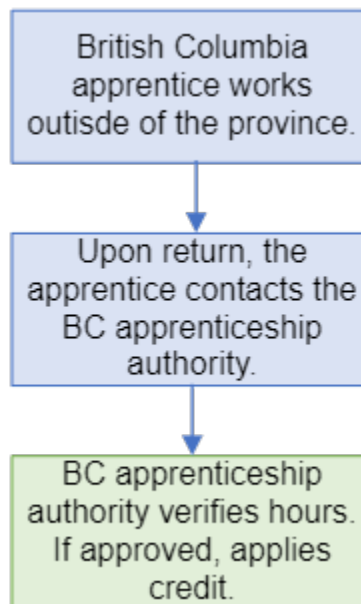 British Columbia
apprentice works
outisde of the province.
Upon return, the
apprentice contacts the
BC apprenticeship
authority.
BC apprenticeship
authority verifies hours.
If approved, applies
credit.